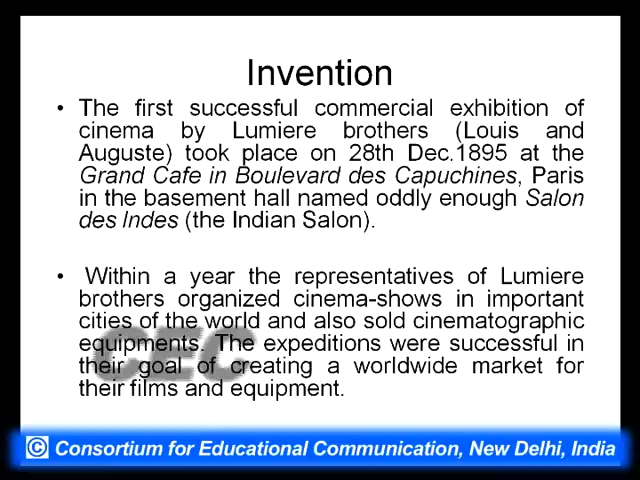 Invention
• The first successful commercial exhibition of
cinema by Lumiere brothers (Louis and
Auguste) took place on 28th Dec.1895 at the
Grand Cafe in Boulevard des Capuchines, Paris
in the basement hall named oddly enough Salon
des Indes (the Indian Salon).
• Within a year the representatives of Lumiere
brothers organized cinema-shows in important
cities of the world and also sold cinematographic
equipments. The expeditions were successful in
their goal of creating a worldwide market for
their films and equipment.
CEC
© Consortium for Educational Communication, New Delhi, India